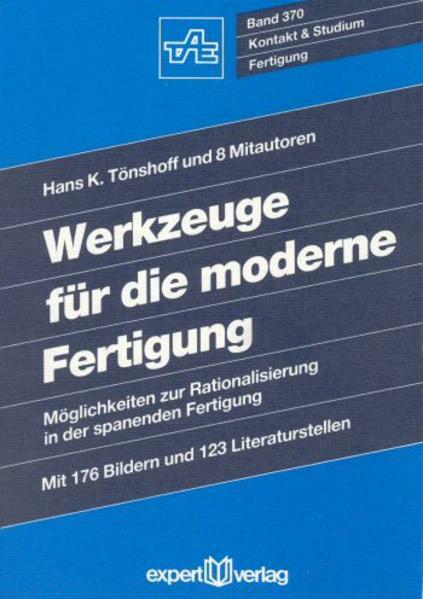 TAE
Band 370
Kontakt & Studium
Fertigung
Hans K. Tönshoff und 8 Mitautoren
Werkzeuge
für die moderne
Fertigung
Möglichkeiten zur Rationalisierung
in der spanenden Fertigung
Mit 176 Bildern und 123 Literaturstellen
expert verlag